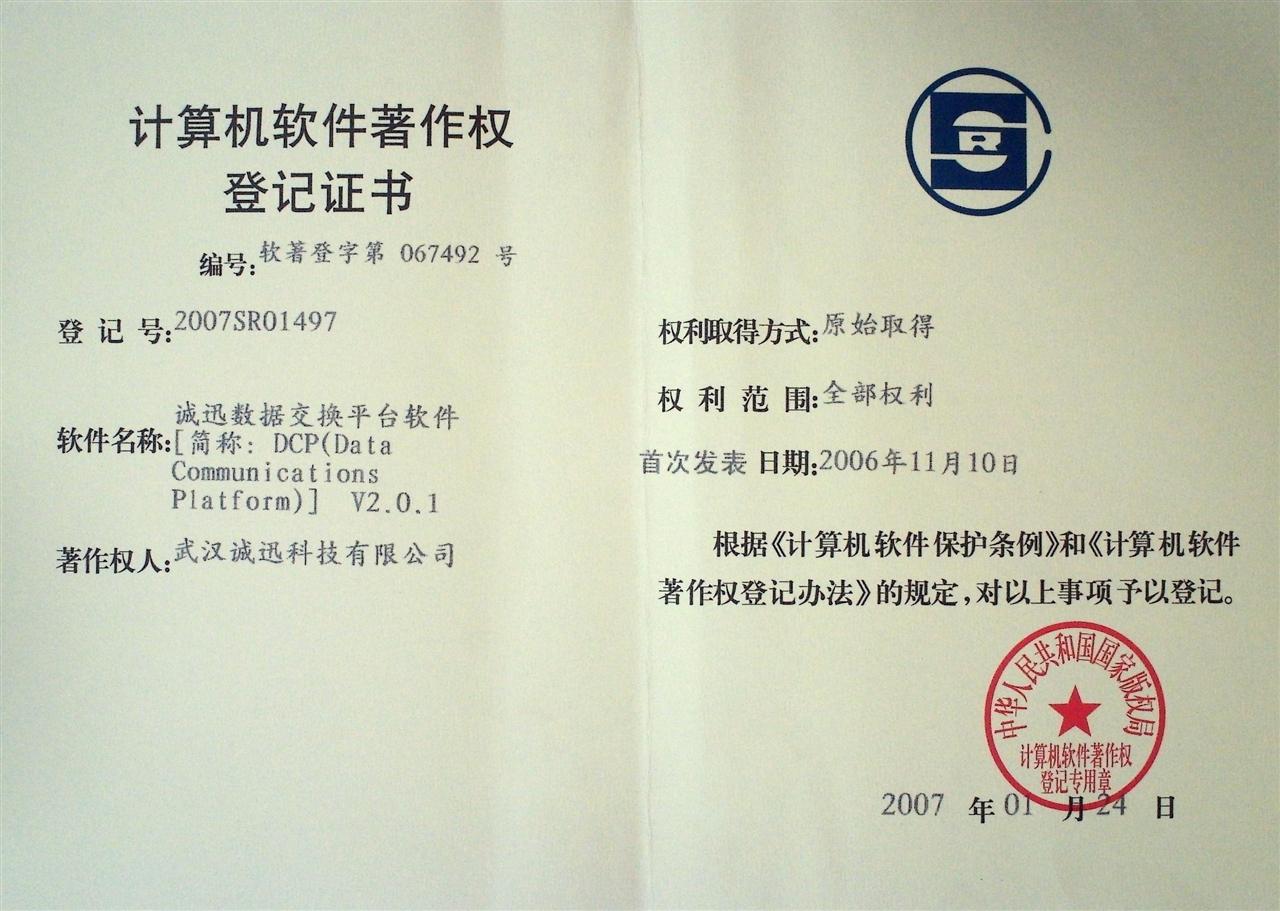 计算机软件著作权
登记证书
编号:软著登字第 067492 号
登 记 号:2007SR01497
软件名称:诚迅数据交换平台软件
[简称: DCP(Data
Communications
Platform)] V2.0.1
著作权人:武汉诚迅科技有限公司
R
权利取得方式:原始取得
权 利 范 围:全部权利
首次发表 日期:2006年11月10日
根据《计算机软件保护条例》和《计算机软件
著作权登记办法》的规定,对以上事项予以登记。
中华人民共和国国家版权局
计算机软件著作权
登记专用章
2007 年 01 月 24 日